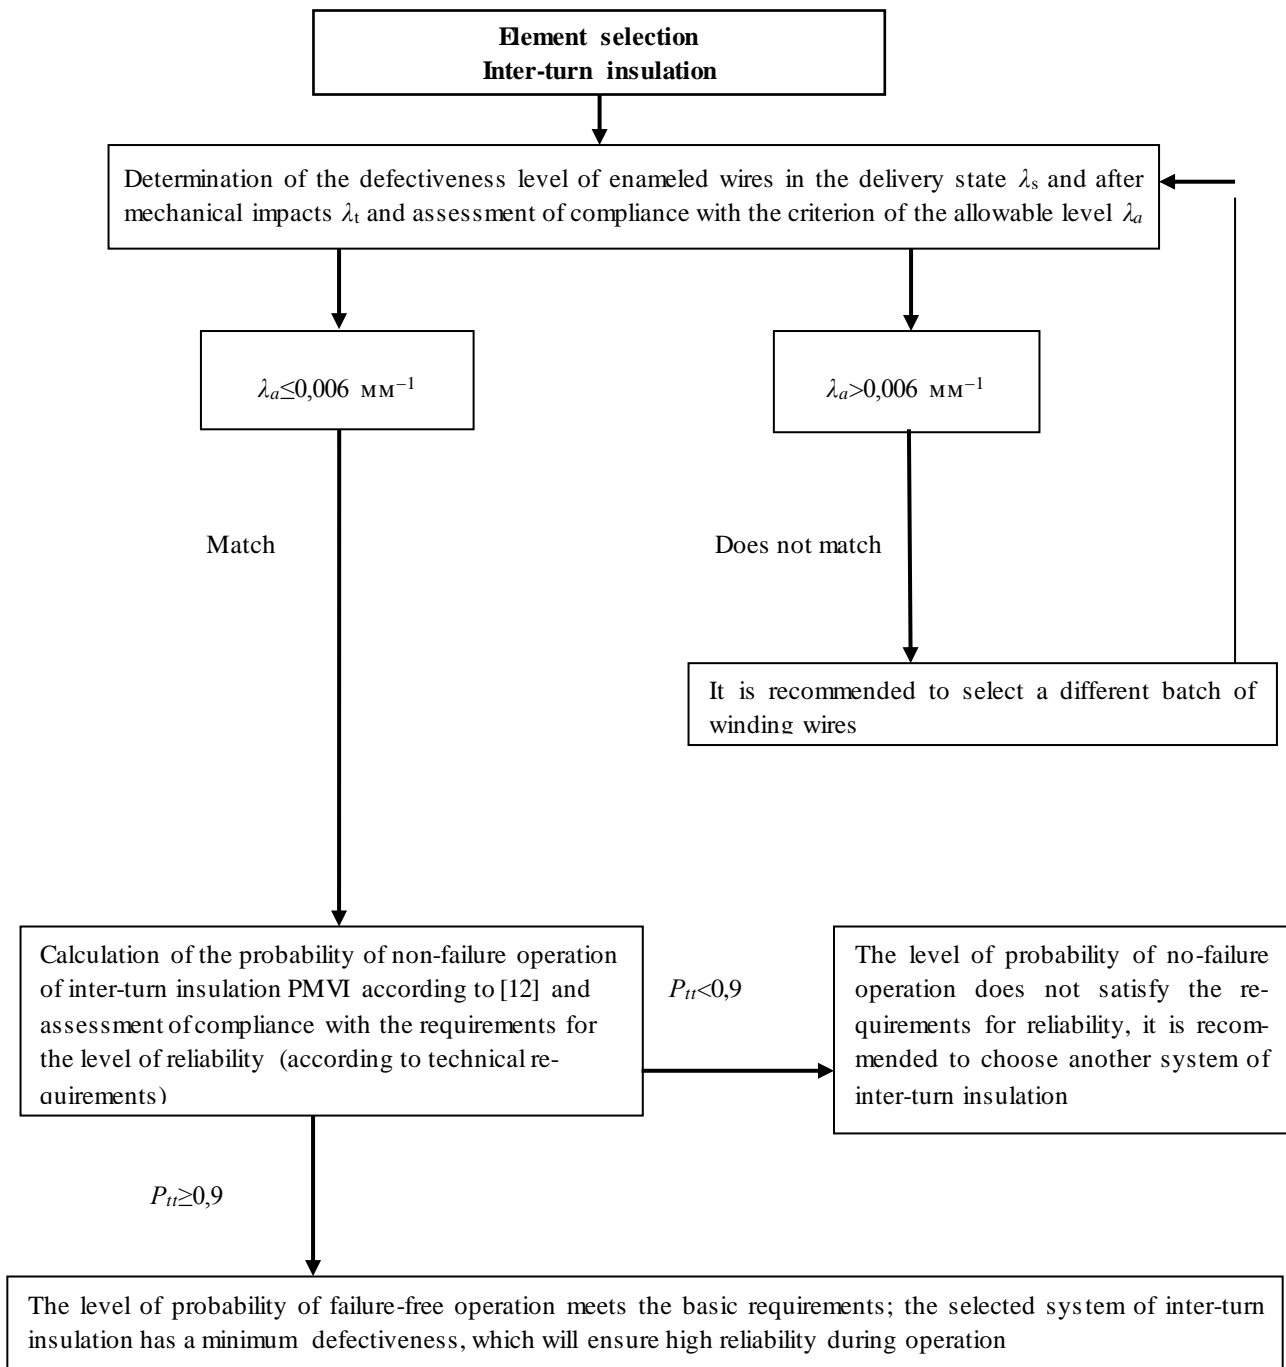 Element selection
Inter-turn insulation
Determination of the defectiveness level of enameled wires in the delivery state λs and after
mechanical impacts λt and assessment of compliance with the criterion of the allowable level λa
λa≤0,006 мм−1
λa>0,006 мм−1
Match
Does not match
It is recommended to select a different batch of
winding wires
Calculation of the probability of non-failure operation
of inter-turn insulation PMVI according to [12] and
assessment of compliance with the requirements for
the level of reliability (according to technical re-
quirements)
Ptt<0,9
The level of probability of no-failure
operation does not satisfy the re-
quirements for reliability, it is recom-
mended to choose another system of
inter-turn insulation
Ptt≥0,9
The level of probability of failure-free operation meets the basic requirements; the selected system of inter-turn
insulation has a minimum defectiveness, which will ensure high reliability during operation